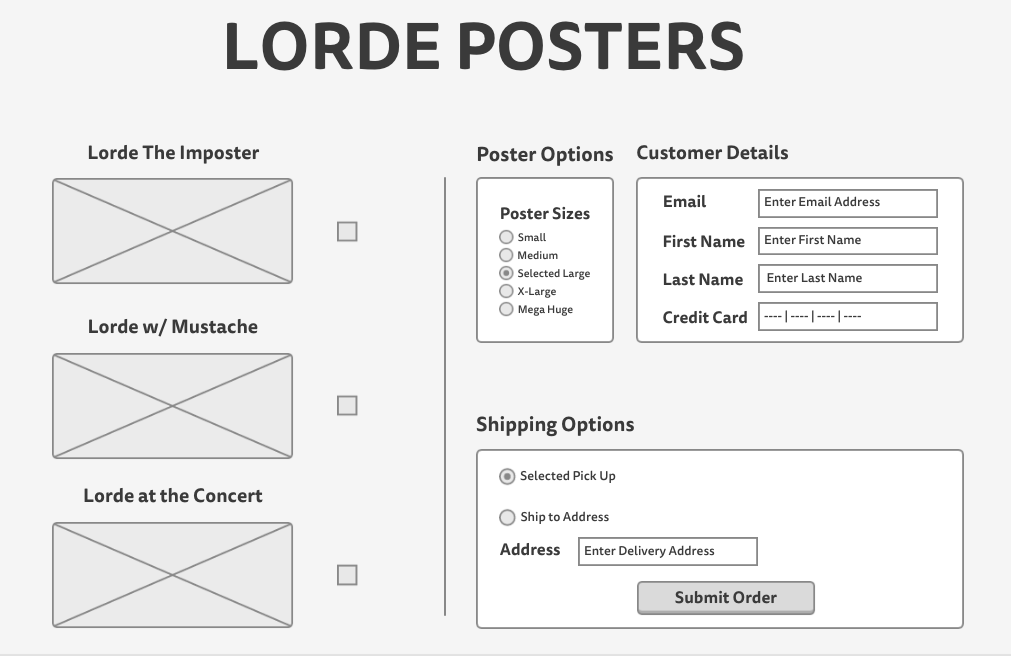 LORDE POSTERS
Lorde The Imposter
Lorde w/ Mustache
Lorde at the Concert
Poster Options
Poster Sizes
Small
Medium
Selected Large
X-Large
Mega Huge
Customer Details
Email Enter Email Address
First Name Enter First Name
Last Name Enter Last Name
Credit Card ---- | ---- | ---- | ----
Shipping Options
Selected Pick Up
Ship to Address
Address Enter Delivery Address
Submit Order